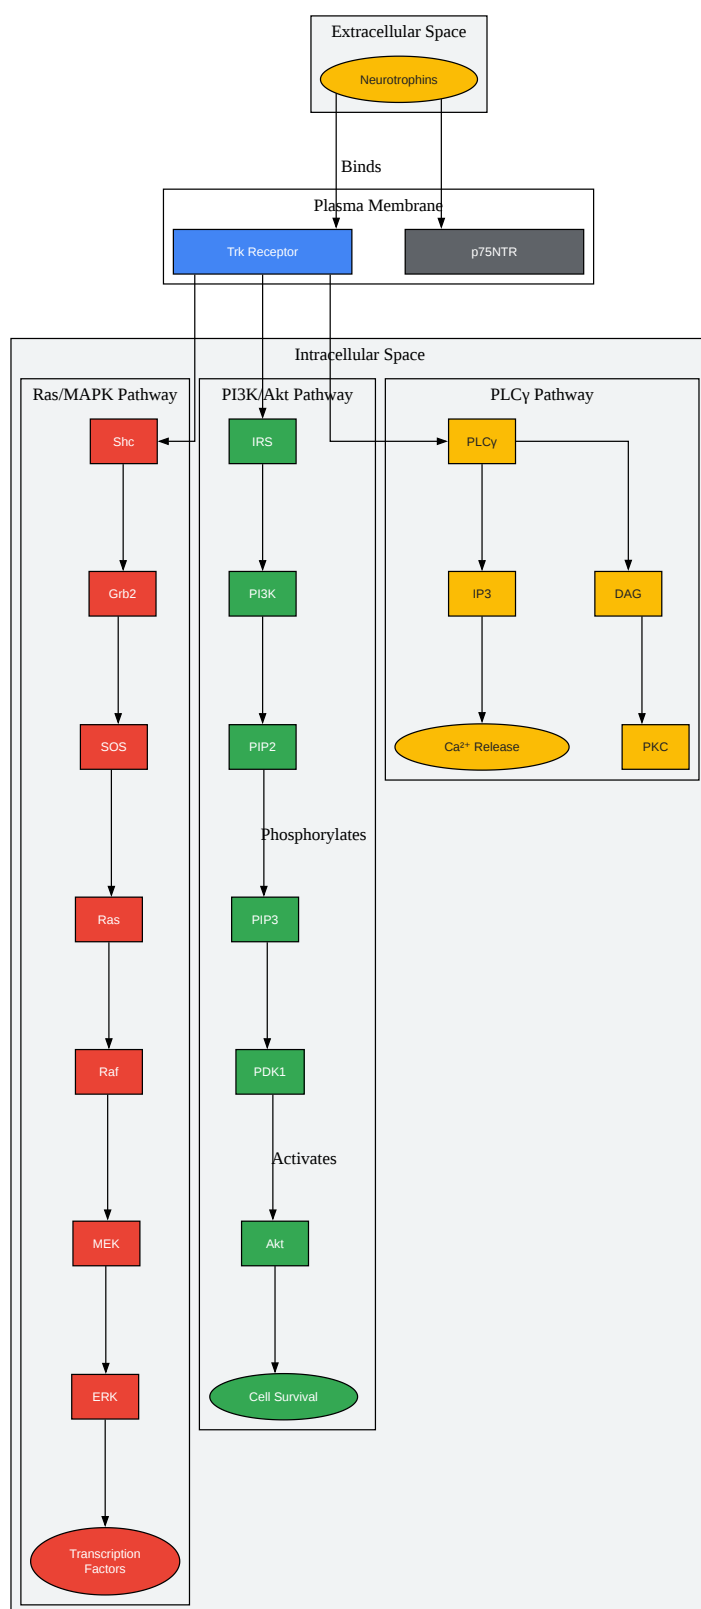 Extracellular Space
Neurotrophins
Binds
Plasma Membrane
Trk Receptor
p75NTR
Intracellular Space
Ras/MAPK Pathway
Shc
Grb2
SOS
Ras
Raf
MEK
ERK
Transcription
Factors
PI3K/Akt Pathway
IRS
PI3K
PIP2
Phosphorylates
PIP3
PDK1
Activates
Akt
Cell Survival
PLCγ Pathway
PLCγ
IP3
DAG
Ca²⁺ Release
PKC